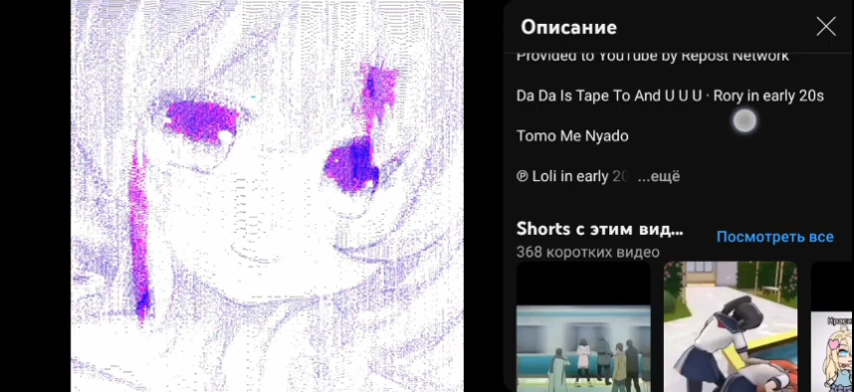 Описание
Provided to YouTube by Repost Network
Da Da Is Tape To And U U U · Rory in early 20s
Tomo Me Nyado
℗ Loli in early 20 ...ещё
Shorts с этим вид...
Посмотреть все
368 коротких видео